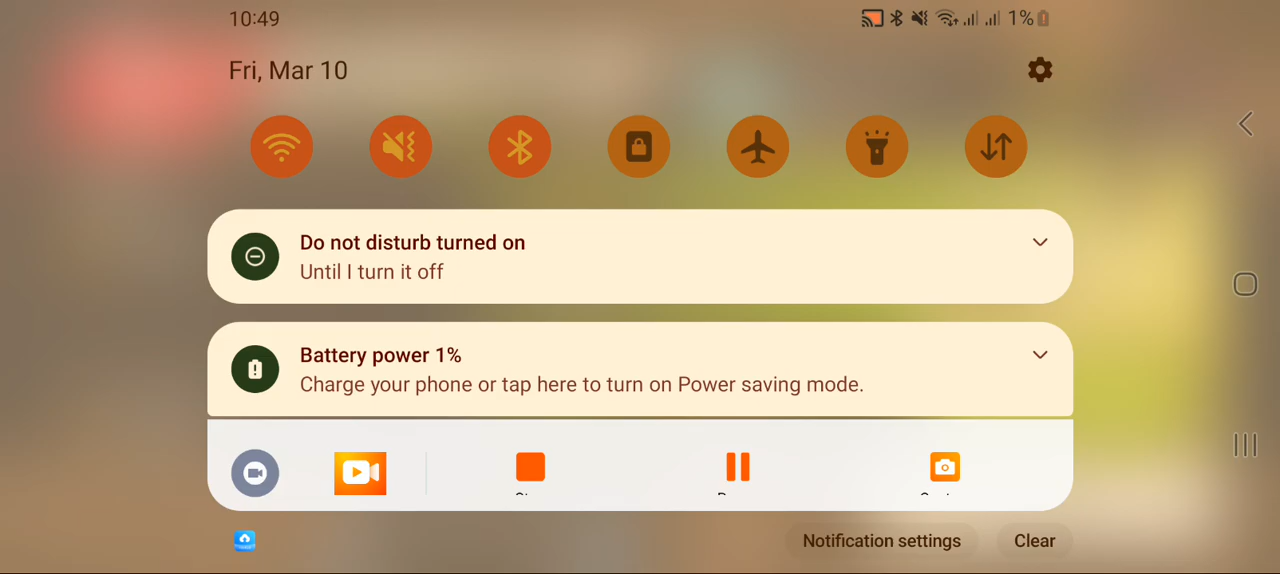 10:49
1%
Fri, Mar 10
Do not disturb turned on
Until I turn it off
Battery power 1%
Charge your phone or tap here to turn on Power saving mode.
Notification settings
Clear